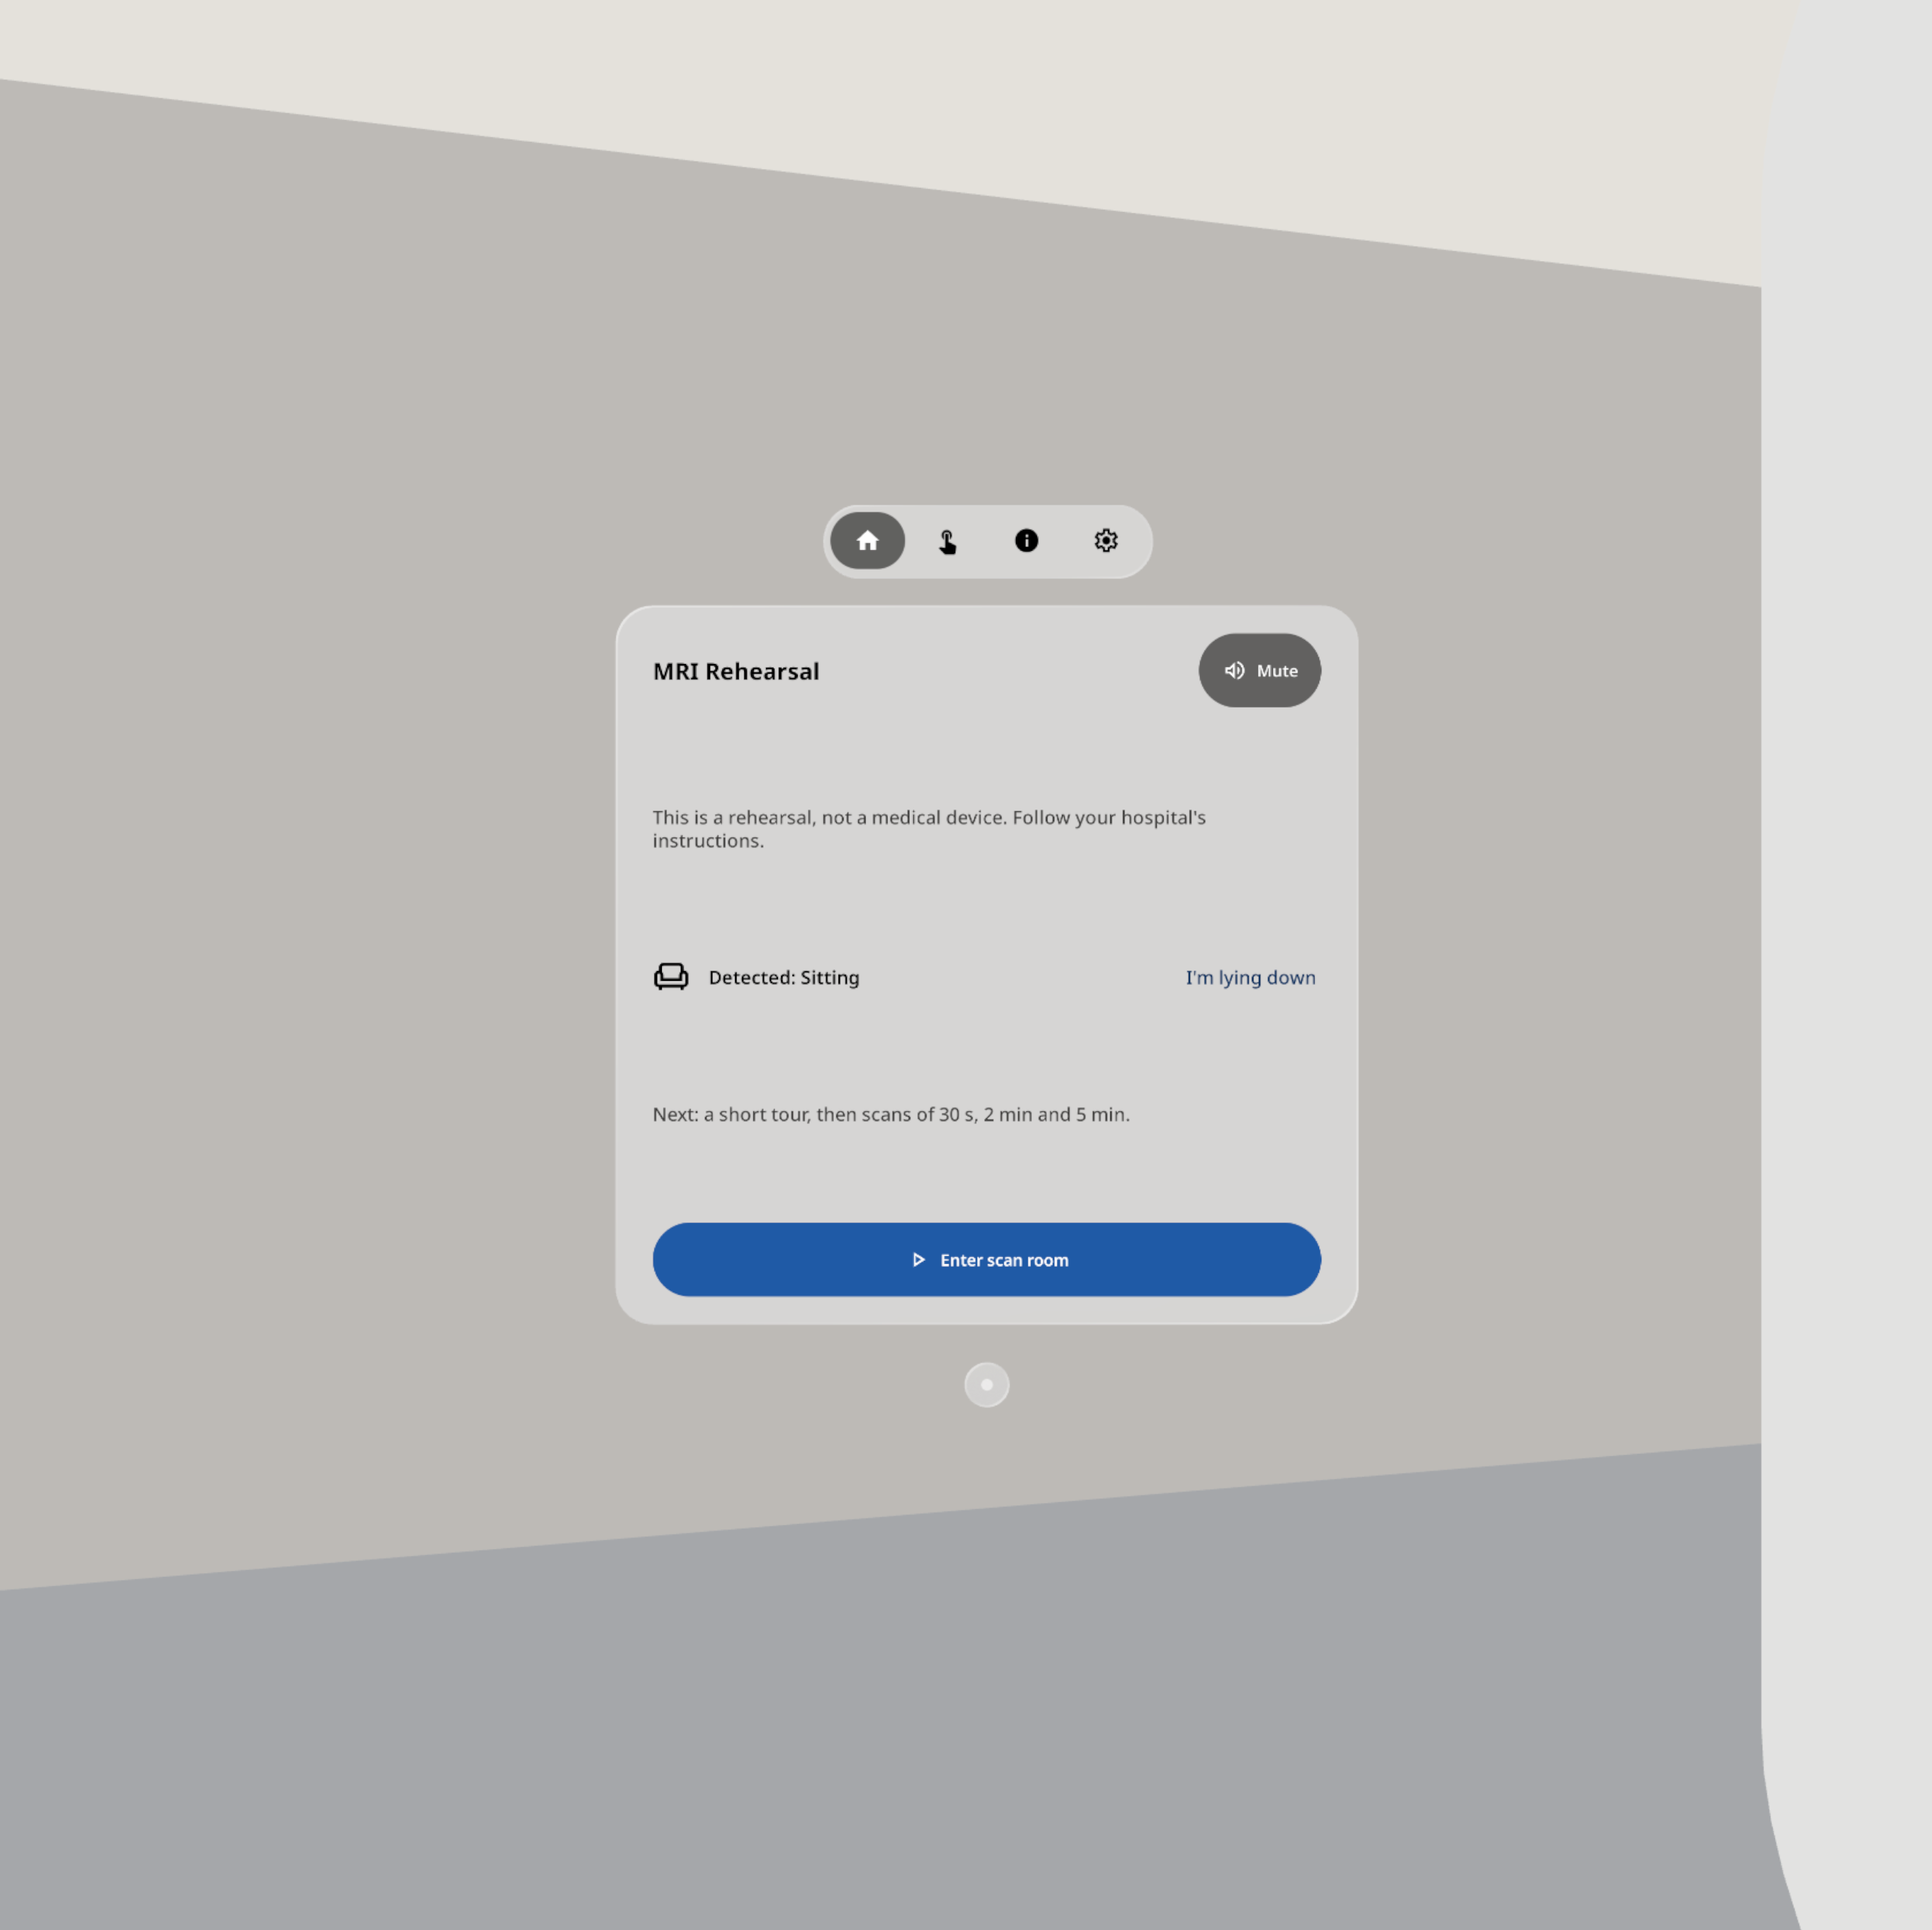 MRI Rehearsal
Mute
This is a rehearsal, not a medical device. Follow your hospital's
instructions.
Detected: Sitting
I'm lying down
Next: a short tour, then scans of 30 s, 2 min and 5 min.
Enter scan room